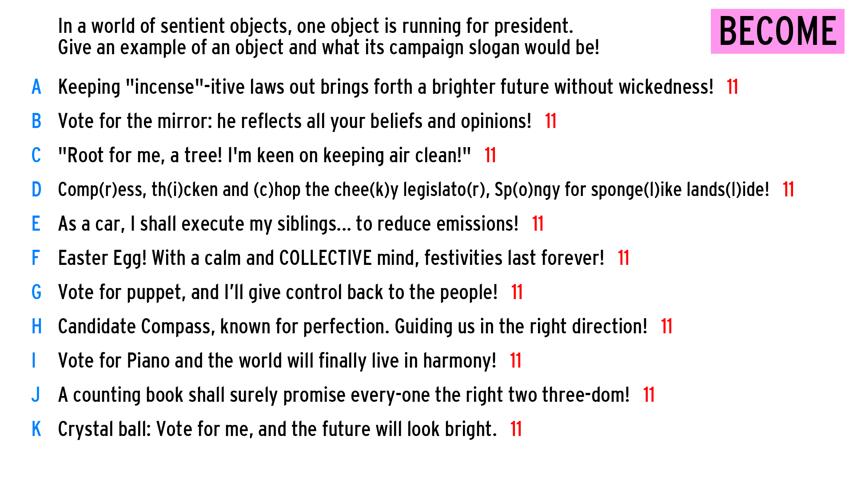 In a world of sentient objects, one object is running for president.
Give an example of an object and what its campaign slogan would be!
BECOME
A Keeping "incense"-itive laws out brings forth a brighter future without wickedness! 11
B Vote for the mirror: he reflects all your beliefs and opinions! 11
C "Root for me, a tree! I'm keen on keeping air clean!" 11
D Comp(r)ess, th(i)cken and (c)hop the chee(k)y legislato(r), Sp(o)ngy for sponge(l)ike lands(l)ide! 11
E As a car, I shall execute my siblings... to reduce emissions! 11
F Easter Egg! With a calm and COLLECTIVE mind, festivities last forever! 11
G Vote for puppet, and I'll give control back to the people! 11
H Candidate Compass, known for perfection. Guiding us in the right direction! 11
I Vote for Piano and the world will finally live in harmony! 11
J A counting book shall surely promise every-one the right two three-dom! 11
K Crystal ball: Vote for me, and the future will look bright. 11